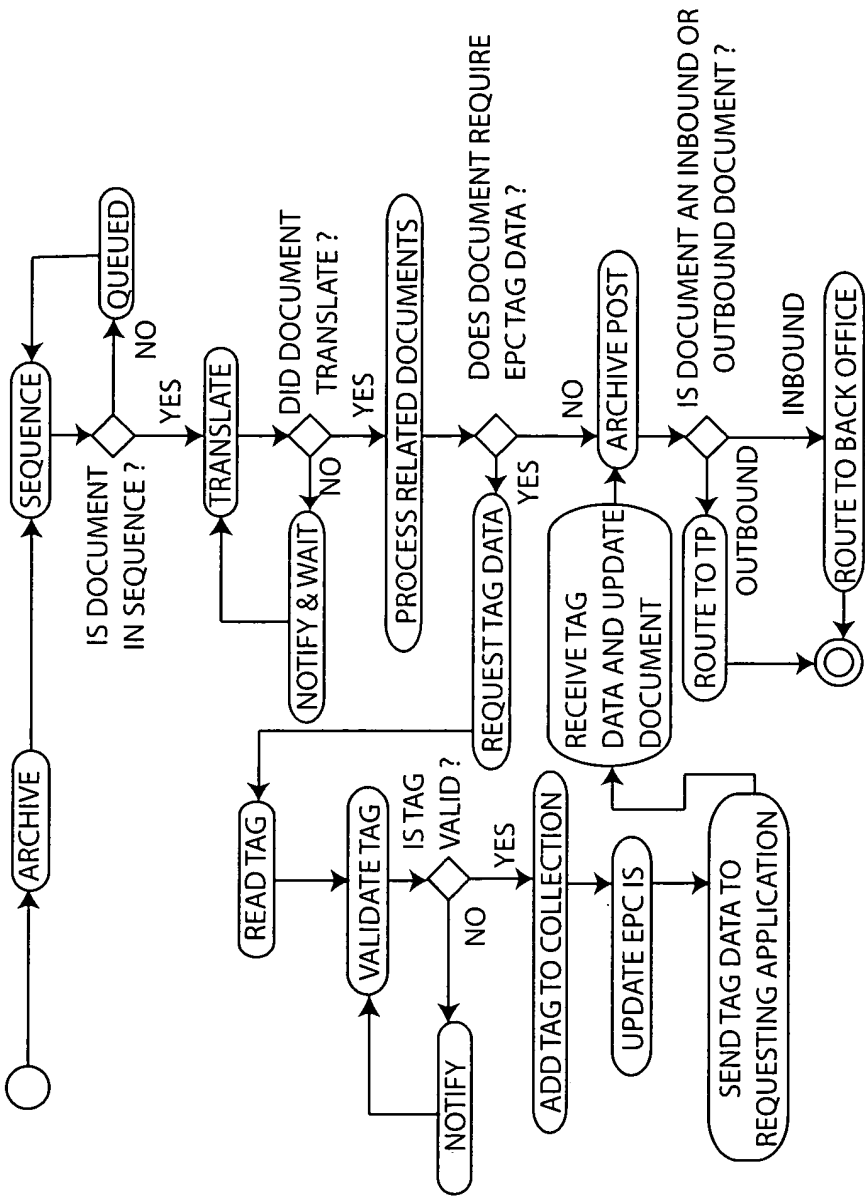 ARCHIVE
SEQUENCE
IS DOCUMENT
IN SEQUENCE ?
NO
QUEUED
YES
TRANSLATE
DID DOCUMENT
TRANSLATE ?
NO
NOTIFY & WAIT
YES
PROCESS RELATED DOCUMENTS
DOES DOCUMENT REQUIRE
EPC TAG DATA ?
YES
REQUEST TAG DATA
READ TAG
VALIDATE TAG
IS TAG
VALID ?
NO
NOTIFY
YES
ADD TAG TO COLLECTION
UPDATE EPC IS
SEND TAG DATA TO
REQUESTING APPLICATION
RECEIVE TAG
DATA AND UPDATE
DOCUMENT
NO
ARCHIVE POST
IS DOCUMENT AN INBOUND OR
OUTBOUND DOCUMENT ?
OUTBOUND
ROUTE TO TP
INBOUND
ROUTE TO BACK OFFICE